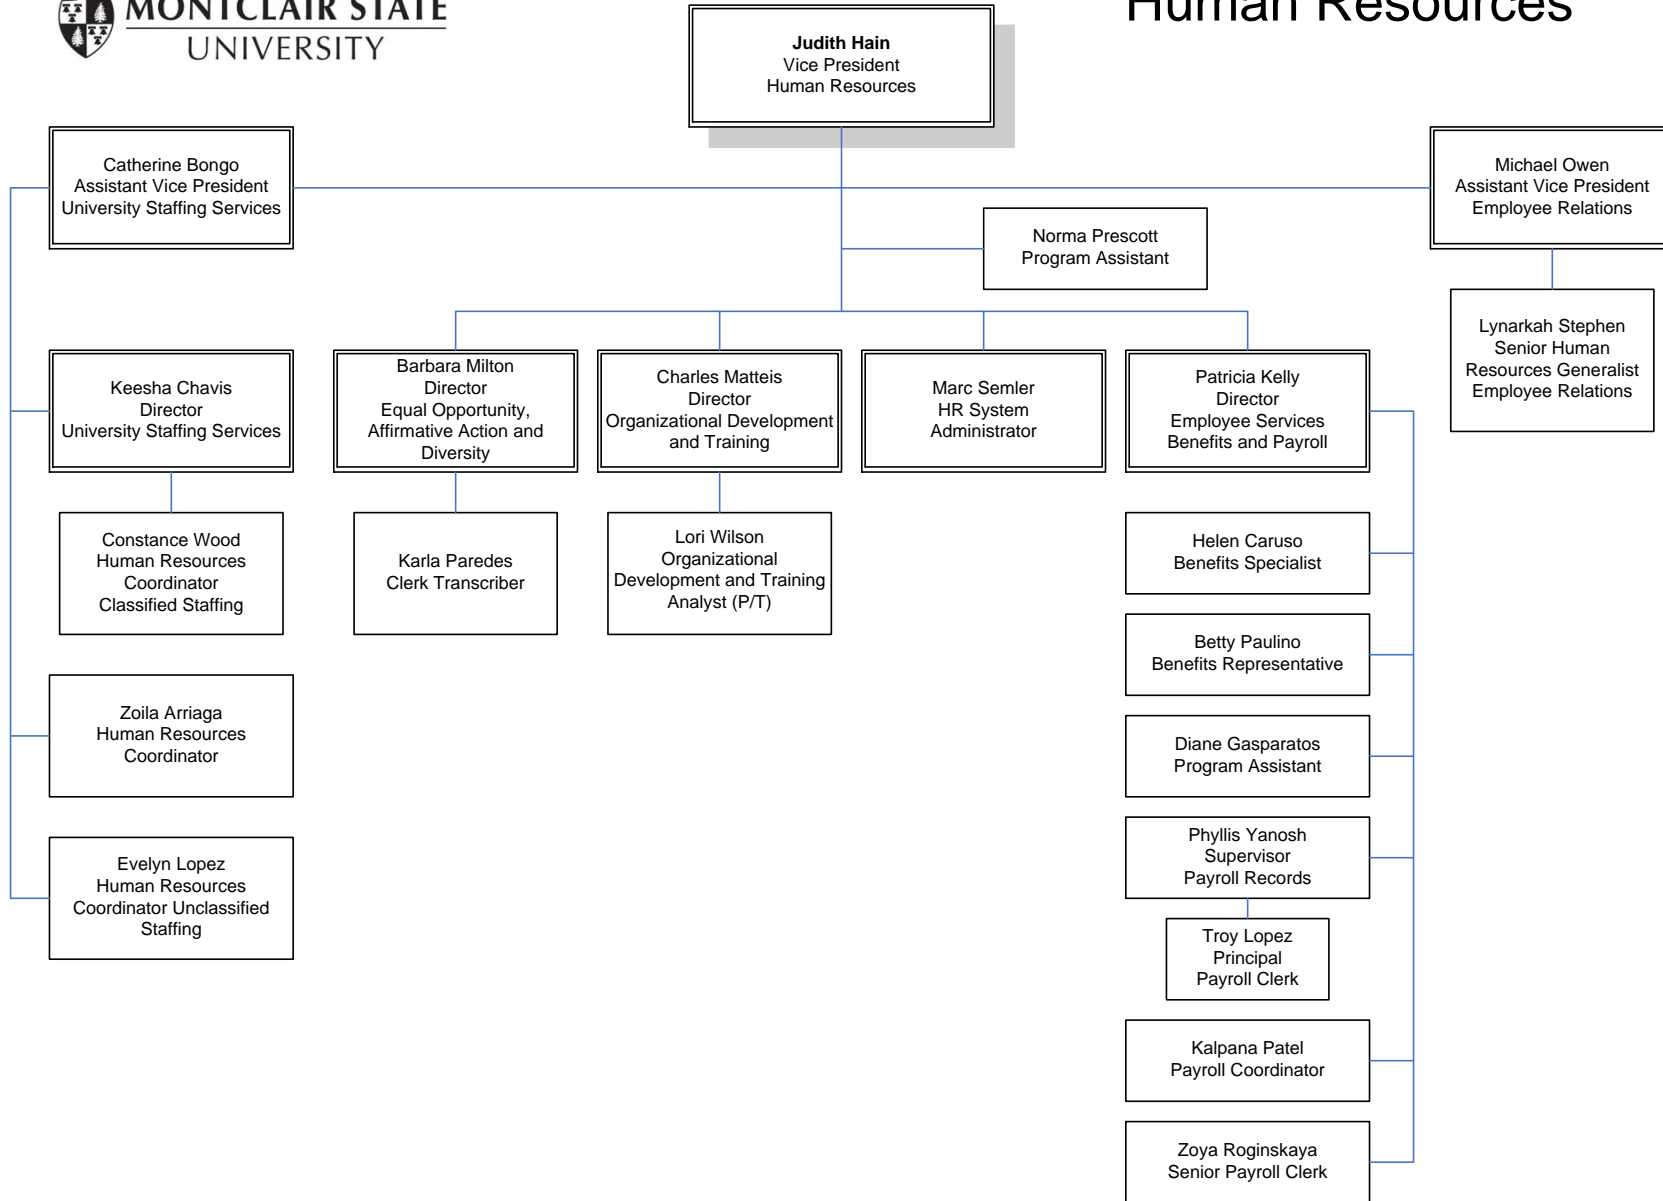 MONTCLAIR STATE
UNIVERSITY
Human Resources
Judith Hain
Vice President
Human Resources
Catherine Bongo
Assistant Vice President
University Staffing Services
Michael Owen
Assistant Vice President
Employee Relations
Norma Prescott
Program Assistant
Lynarkah Stephen
Senior Human
Resources Generalist
Employee Relations
Keesha Chavis
Director
University Staffing Services
Barbara Milton
Director
Equal Opportunity,
Affirmative Action and
Diversity
Charles Matteis
Director
Organizational Development
and Training
Marc Semler
HR System
Administrator
Patricia Kelly
Director
Employee Services
Benefits and Payroll
Constance Wood
Human Resources
Coordinator
Classified Staffing
Karla Paredes
Clerk Transcriber
Lori Wilson
Organizational
Development and Training
Analyst (P/T)
Helen Caruso
Benefits Specialist
Betty Paulino
Benefits Representative
Zoila Arriaga
Human Resources
Coordinator
Diane Gasparatos
Program Assistant
Evelyn Lopez
Human Resources
Coordinator Unclassified
Staffing
Phyllis Yanosh
Supervisor
Payroll Records
Troy Lopez
Principal
Payroll Clerk
Kalpana Patel
Payroll Coordinator
Zoya Roginskaya
Senior Payroll Clerk